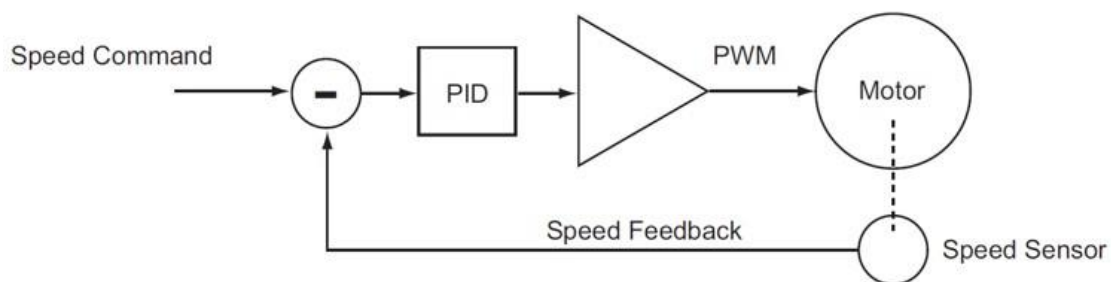 Speed Command
-
PID
PWM
Motor
Speed Feedback
Speed Sensor